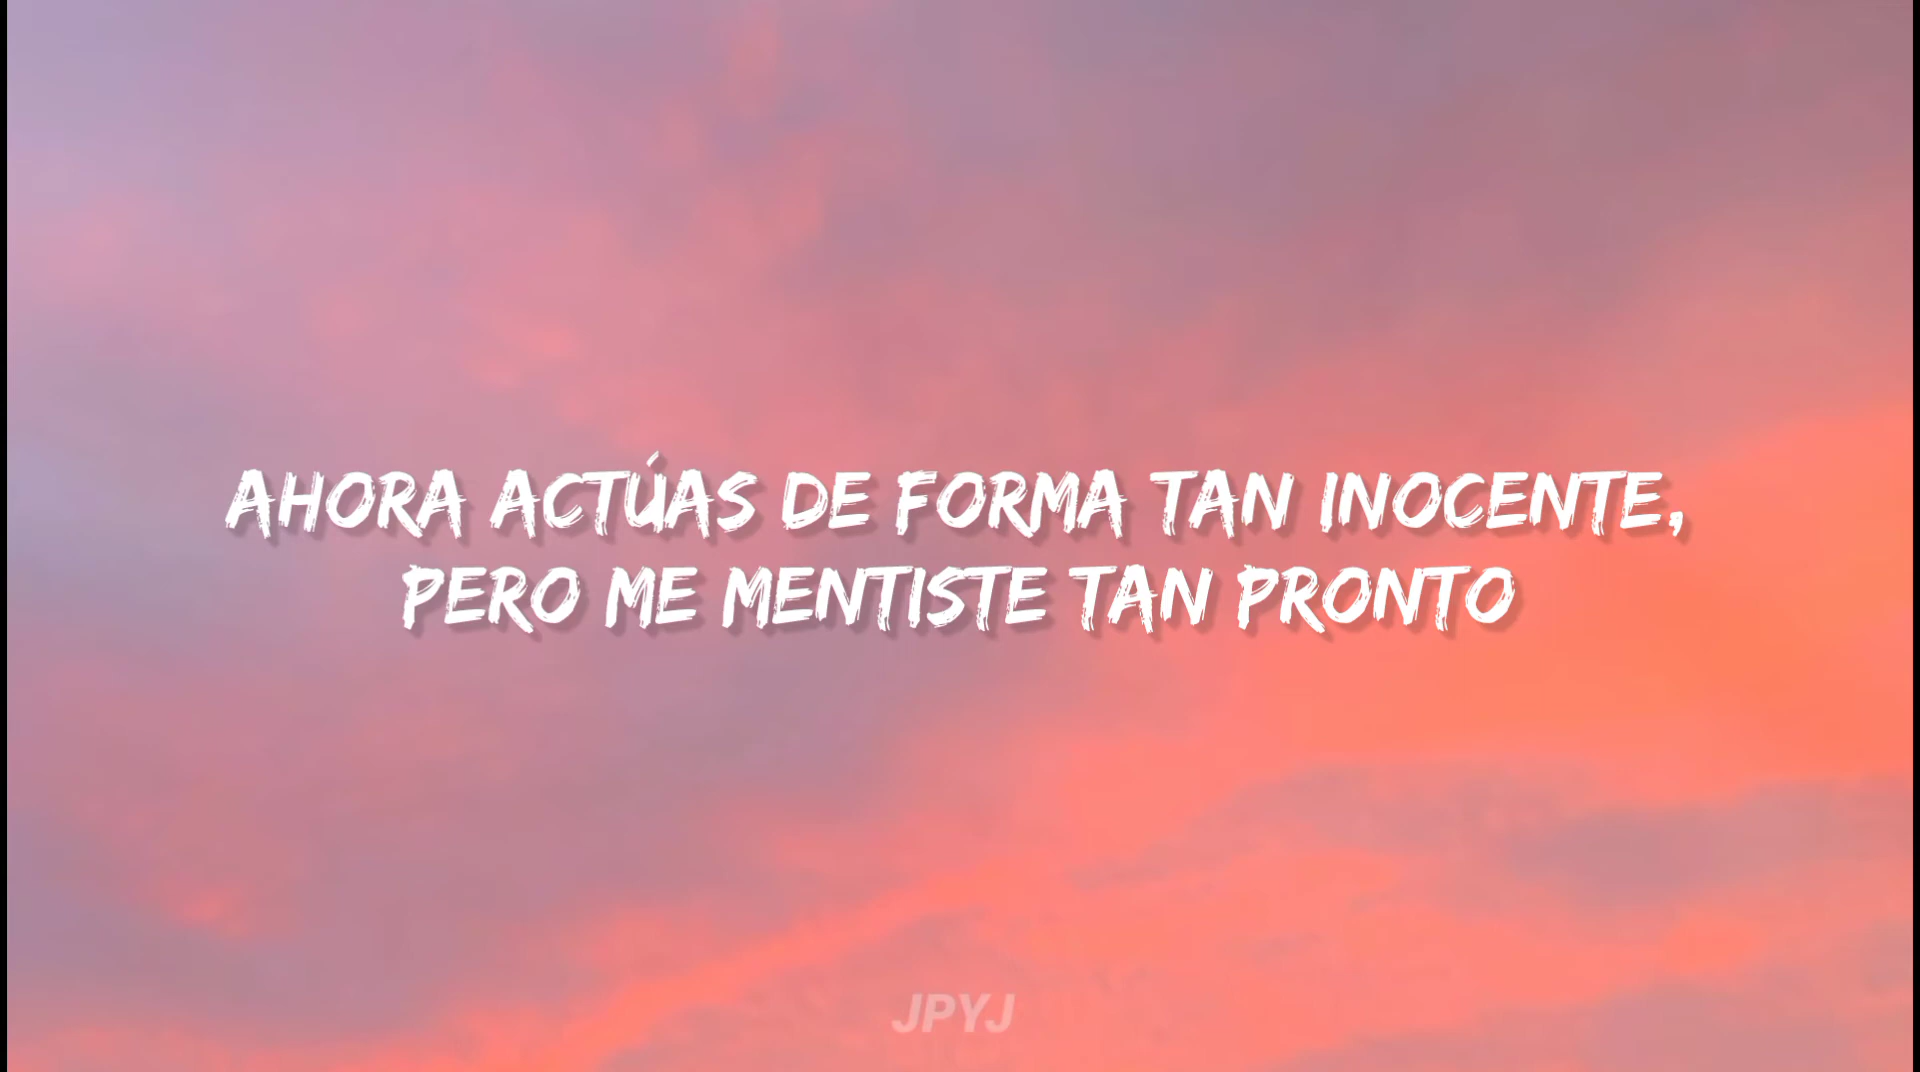 AHORA ACTÚAS DE FORMA TAN INOCENTE,
PERO ME MENTISTE TAN PRONTO
JPYJ